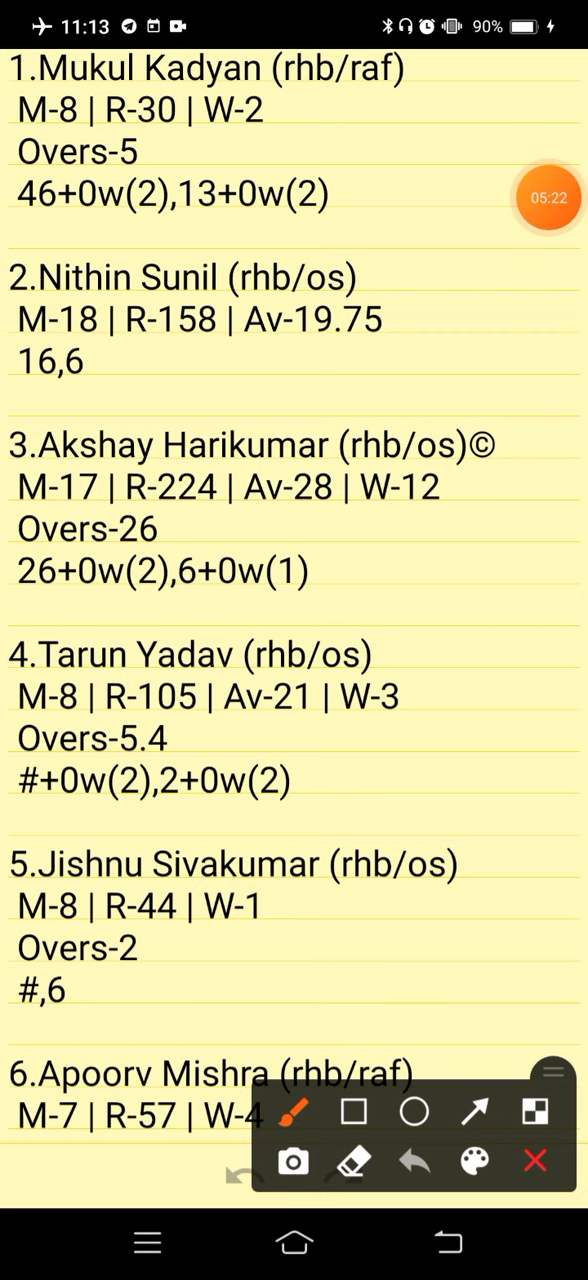 11:13 90%
1.Mukul Kadyan (rhb/raf)
M-8 | R-30 | W-2
Overs-5
46+0w(2),13+0w(2)
05:22
2.Nithin Sunil (rhb/os)
M-18 | R-158 | Av-19.75
16,6
3.Akshay Harikumar (rhb/os)©
M-17 | R-224 | Av-28 | W-12
Overs-26
26+0w(2),6+0w(1)
4.Tarun Yadav (rhb/os)
M-8 | R-105 | Av-21 | W-3
Overs-5.4
#+0w(2),2+0w(2)
5.Jishnu Sivakumar (rhb/os)
M-8 | R-44 | W-1
Overs-2
#,6
6.Apoorv Mishra (rhb/raf)
M-7 | R-57 | W-4